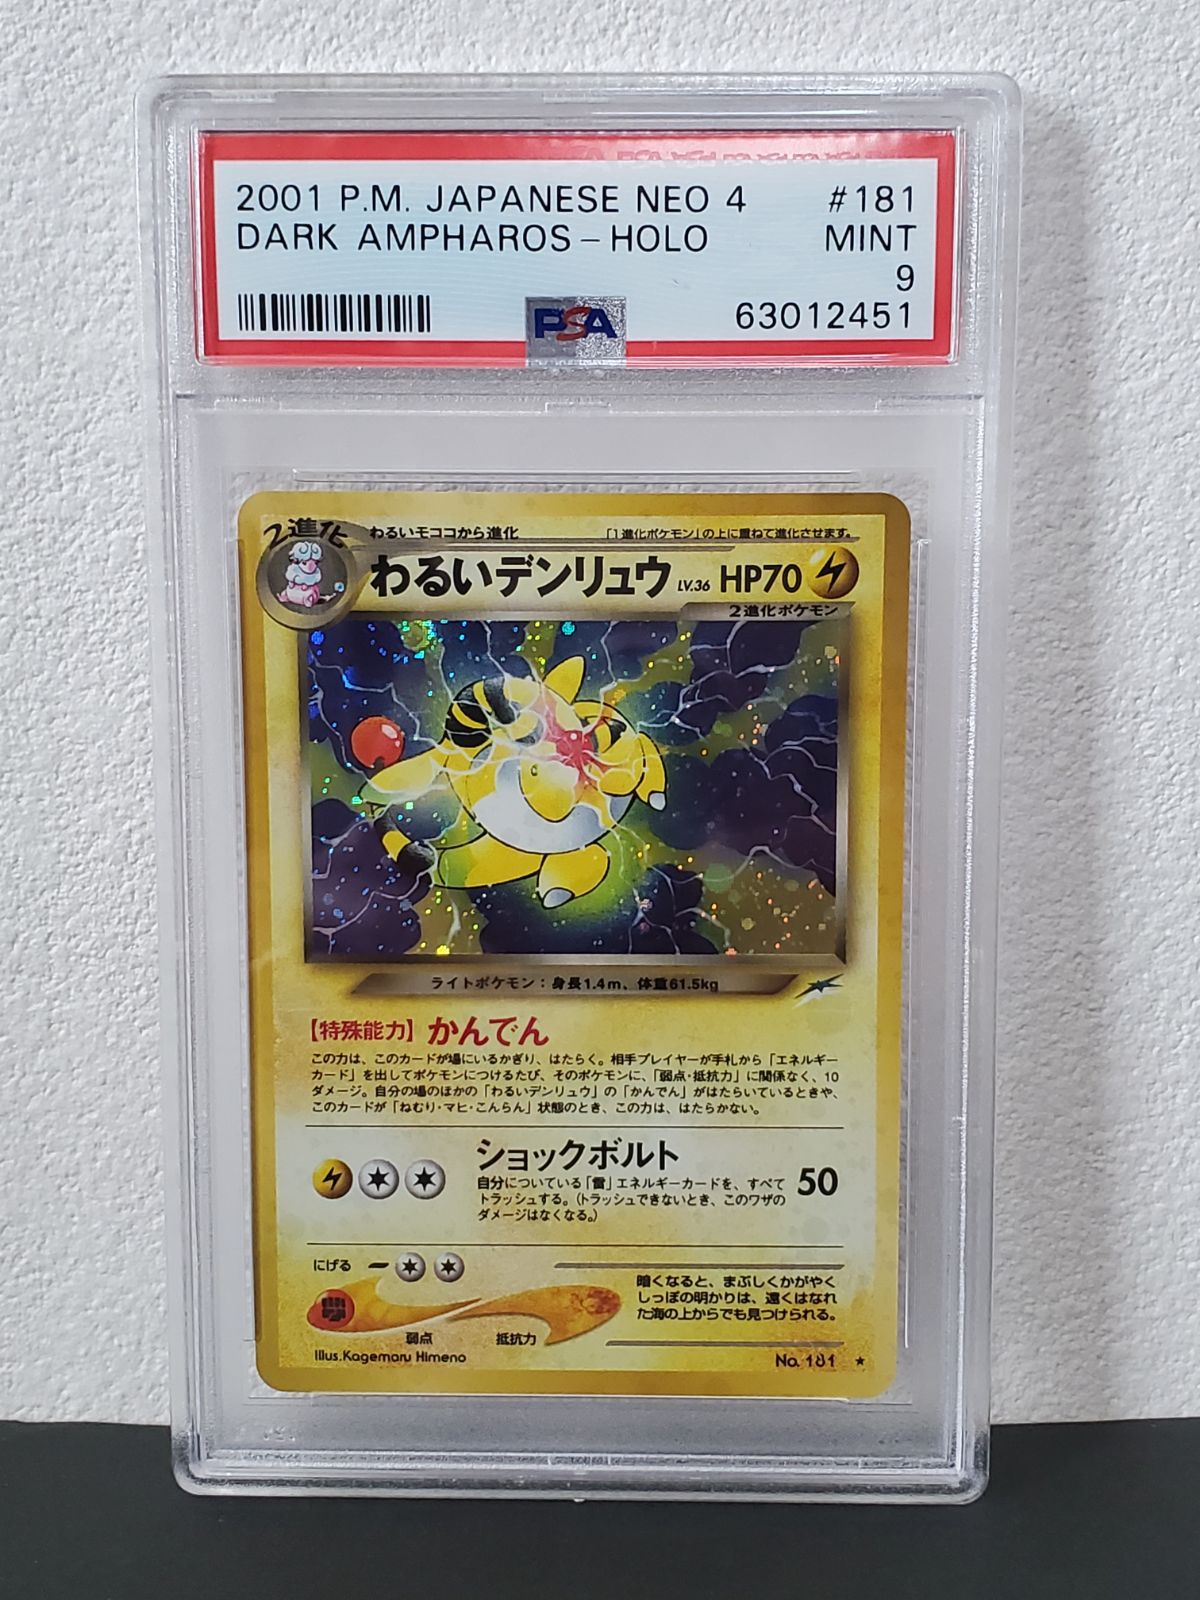 2001 P.M. JAPANESE NEO 4 #181
DARK AMPHAROS - HOLO MINT
9
PSA
63012451
2進化
わるいモココから進化 「1進化ポケモン」の上に重ねて進化させます。
わるいデンリュウ LV.36 HP70
2進化ポケモン
ライトポケモン：身長1.4m、体重61.5kg
【特殊能力】かんでん
この力は、このカードが場にいるかぎり、はたらく。相手プレイヤーが手札から「エネルギー
カード」を出してポケモンにつけるたび、そのポケモンに、「弱点・抵抗力」に関係なく、10
ダメージ。自分の場のほかの「わるいデンリュウ」の「かんでん」がはたらいているときや、
このカードが「ねむり・マヒ・こんらん」状態のとき、この力は、はたらかない。
ショックボルト
自分についている「雷」エネルギーカードを、すべて
トラッシュする。（トラッシュできないとき、このワザの
ダメージはなくなる。）
50
にげる
暗くなると、まぶしくかがやく
しっぽの明かりは、遠くはなれ
た海の上からでも見つけられる。
弱点 抵抗力
Illus.Kagemaru Himeno
No. 181 ★